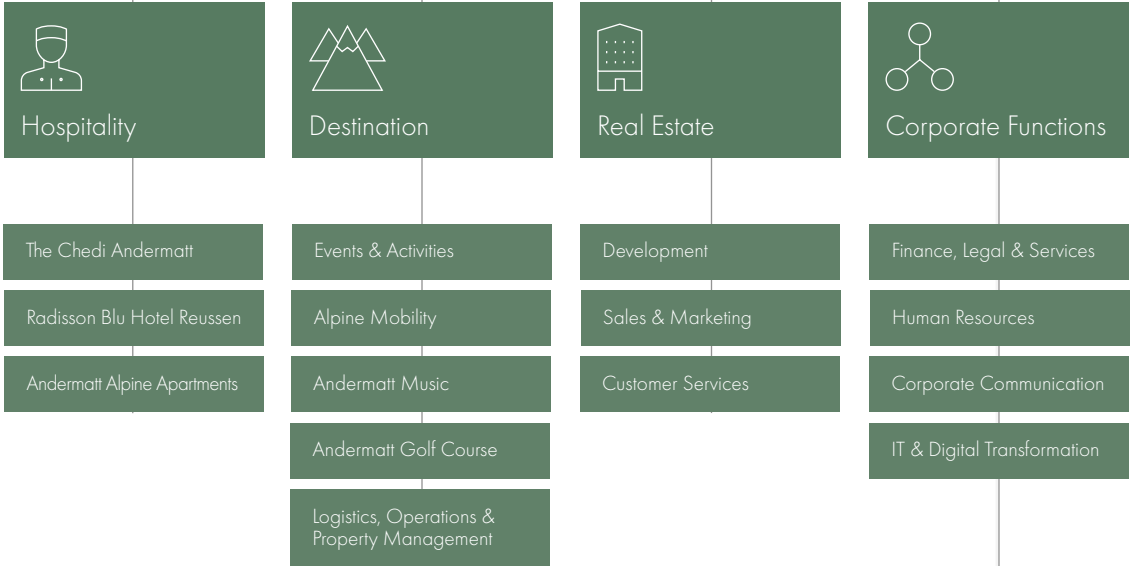 Hospitality
The Chedi Andermatt
Radisson Blu Hotel Reussen
Andermatt Alpine Apartments
Destination
Events & Activities
Alpine Mobility
Andermatt Music
Andermatt Golf Course
Logistics, Operations &
Property Management
Real Estate
Development
Sales & Marketing
Customer Services
Corporate Functions
Finance, Legal & Services
Human Resources
Corporate Communication
IT & Digital Transformation